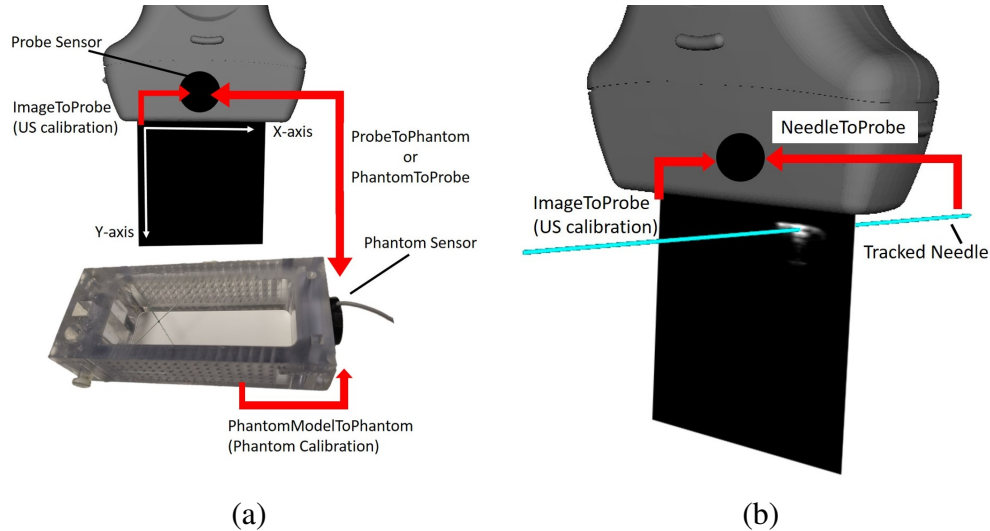 Probe Sensor
ImageToProbe
(US calibration)
X-axis
ProbeToPhantom
or
PhantomToProbe
Y-axis
Phantom Sensor
PhantomModelToPhantom
(Phantom Calibration)
(a)
NeedleToProbe
ImageToProbe
(US calibration)
Tracked Needle
(b)